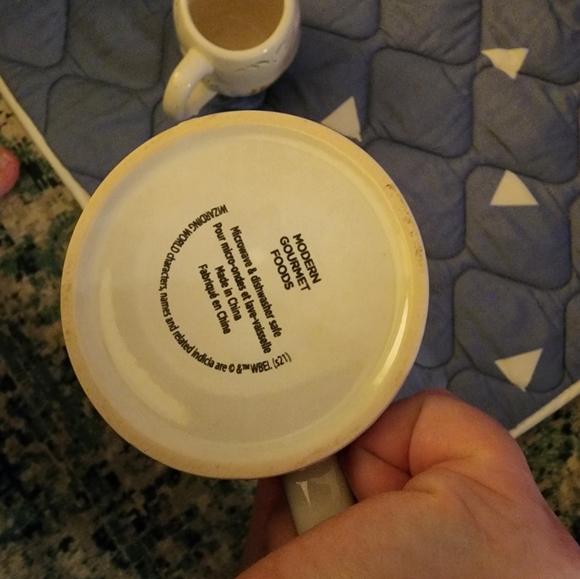 MODERN
GOURMET
FOODS
Microwave & dishwasher safe
Pour micro-ondes et lave-vaisselle
Made in China
Fabriqué en China
WIZARDING WORLD characters, names and related indicia are © & ™ WBEI. (s21)